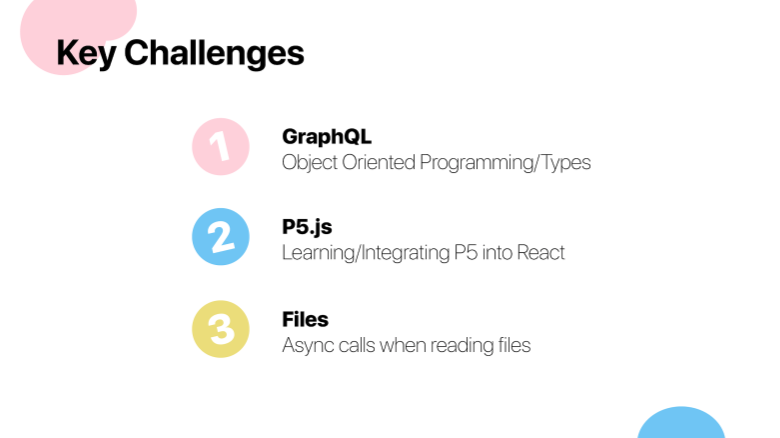 Key Challenges
1
GraphQL
Object Oriented Programming/Types
2
P5.js
Learning/Integrating P5 into React
3
Files
Async calls when reading files